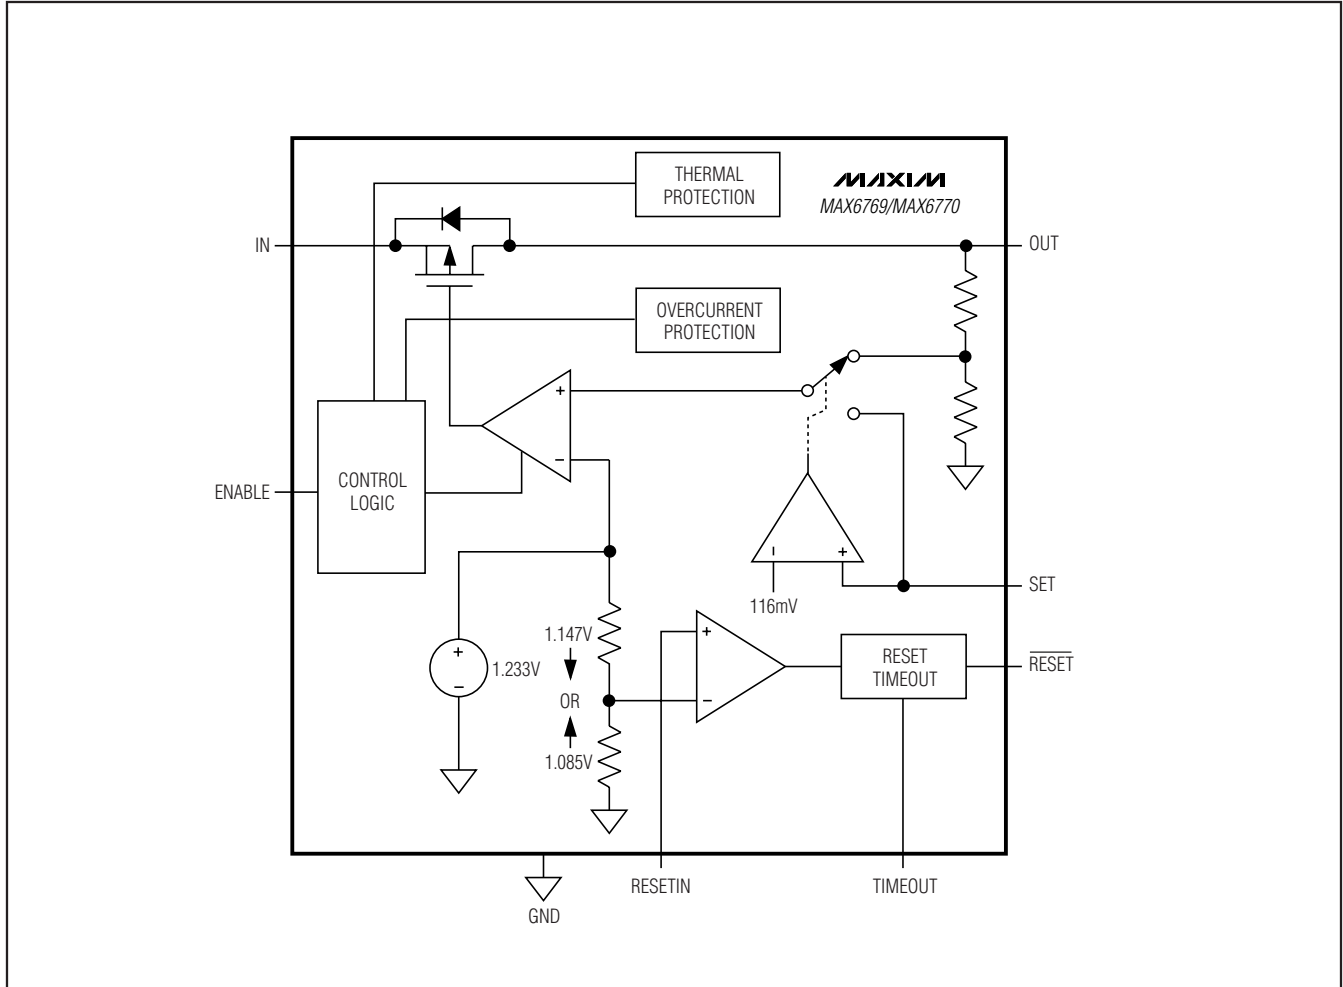 THERMAL
PROTECTION
MAXIM
MAX6769/MAX6770
IN
OUT
OVERCURRENT
PROTECTION
+
−
CONTROL
LOGIC
ENABLE
−
+
116mV
SET
1.147V
+
−
1.233V
OR
1.085V
+
−
RESET
TIMEOUT
RESET
RESETIN
TIMEOUT
GND